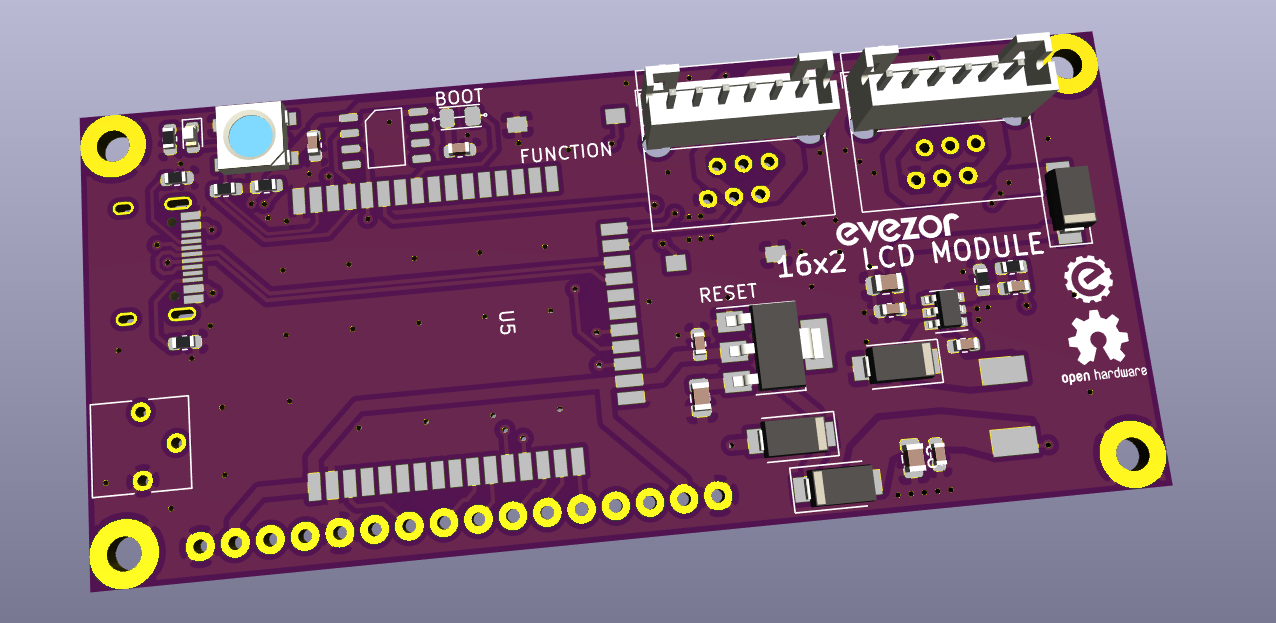 BOOT
FUNCTION
evezor
16x2 LCD MODULE
RESET
U5
open hardware